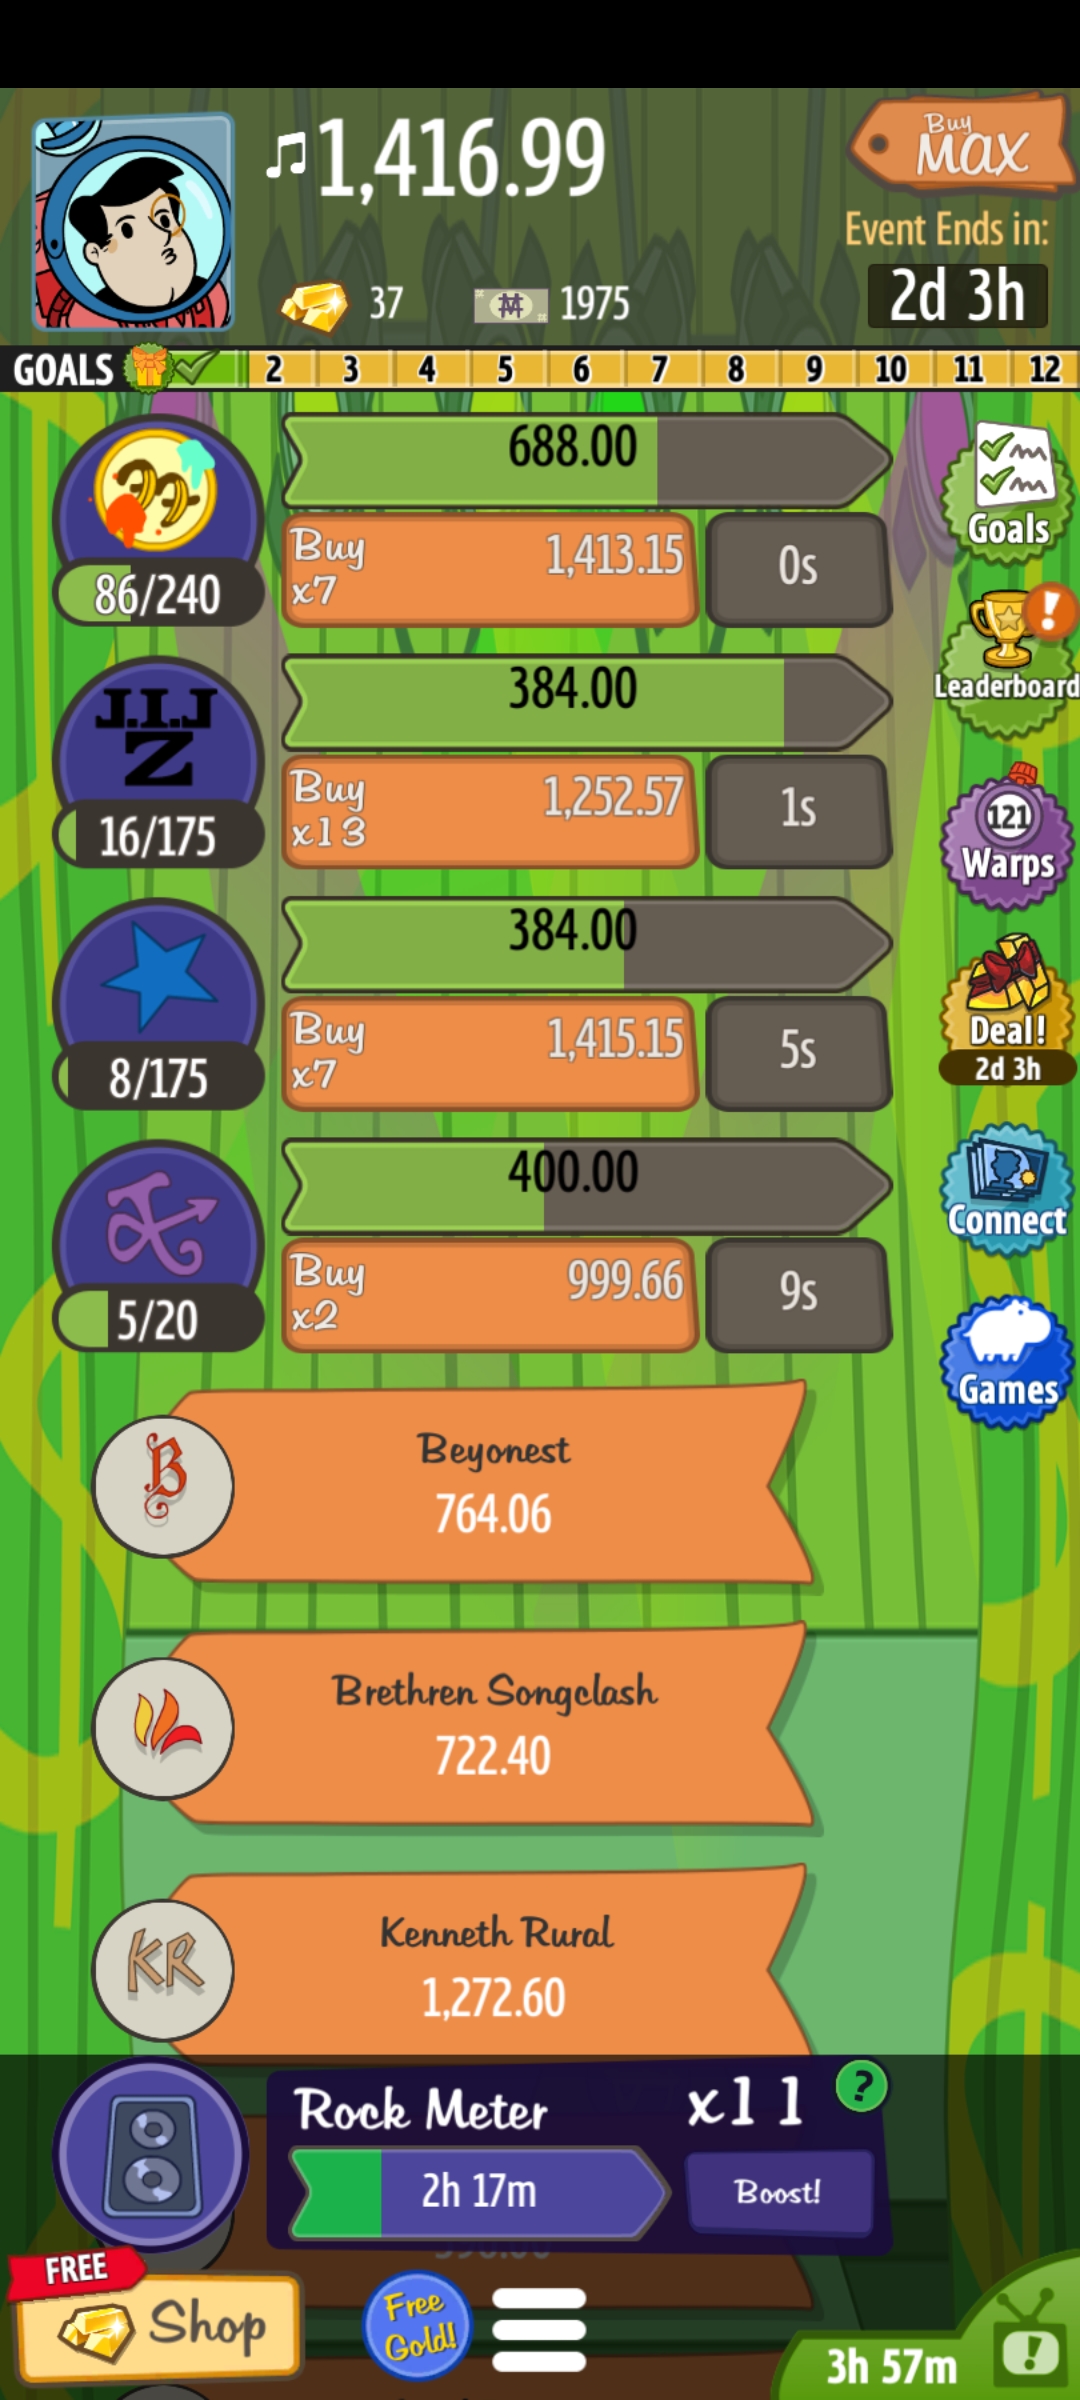 1,416.99
Buy
MAX
Event Ends in:
2d 3h
37
1975
GOALS 2 3 4 5 6 7 8 9 10 11 12
688.00
Buy
x7
1,413.15
0s
86/240
Goals
J.I.J
Z
384.00
Buy
x13
1,252.57
1s
16/175
Leaderboard
121
Warps
384.00
Buy
x7
1,415.15
5s
8/175
Deal!
2d 3h
400.00
Buy
x2
999.66
9s
5/20
Connect
Games
B
Beyonest
764.06
Brethren Songclash
722.40
KR
Kenneth Rural
1,272.60
Rock Meter
x11
?
2h 17m
Boost!
FREE
Shop
Free
Gold!
3h 57m